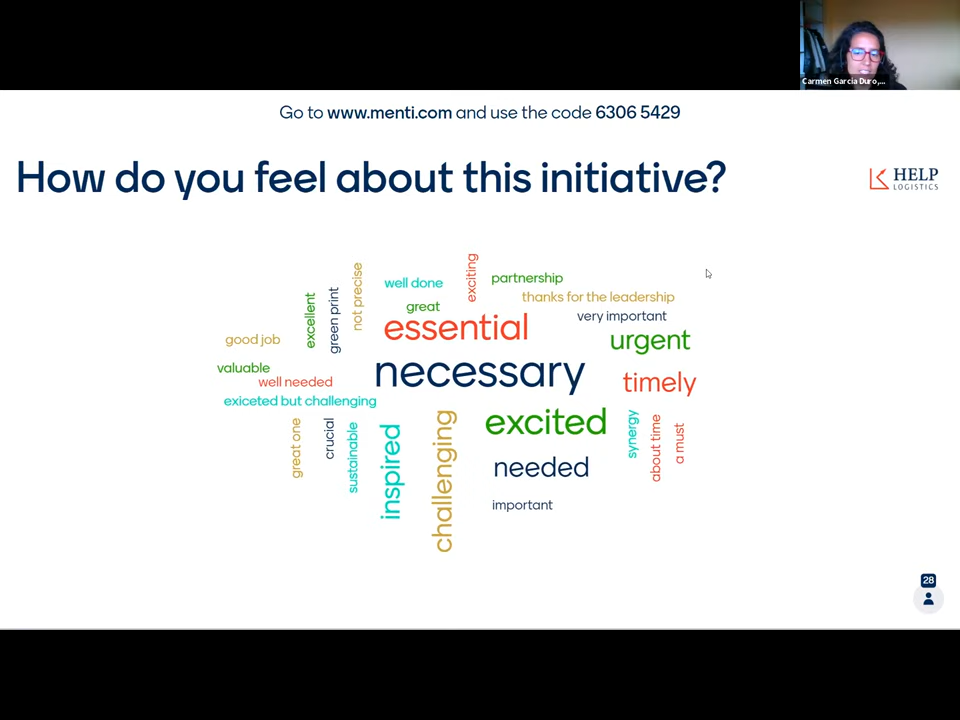 Carmen Garcia Duro,...
Go to www.menti.com and use the code 6306 5429
How do you feel about this initiative?
HELP
LOGISTICS
exciting
partnership
not precise
well done
thanks for the leadership
excellent
green print
great
very important
essential
urgent
good job
necessary
valuable
timely
well needed
exiceted but challenging
excited
challenging
synergy
about time
a must
great one
crucial
sustainable
inspired
needed
important
28